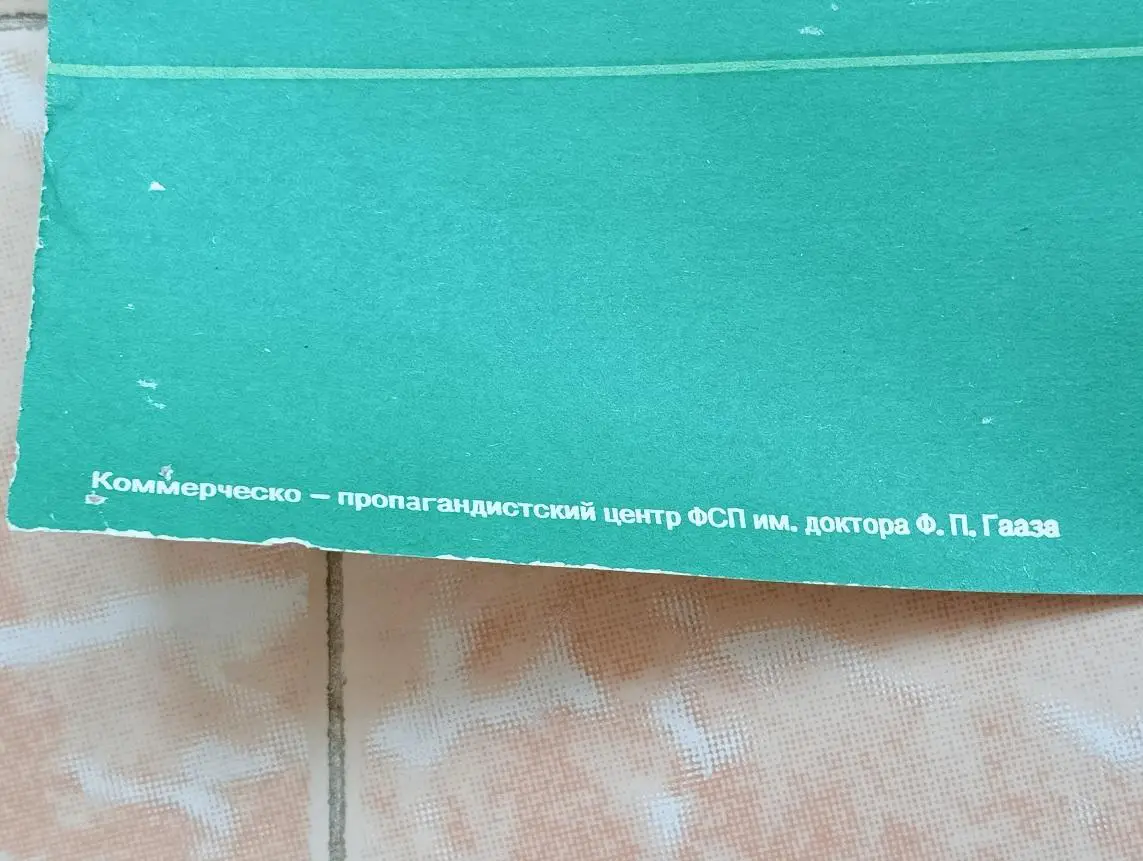 Коммерческо – пропагандистский центр ФСП им. доктора Ф. П. Гааза